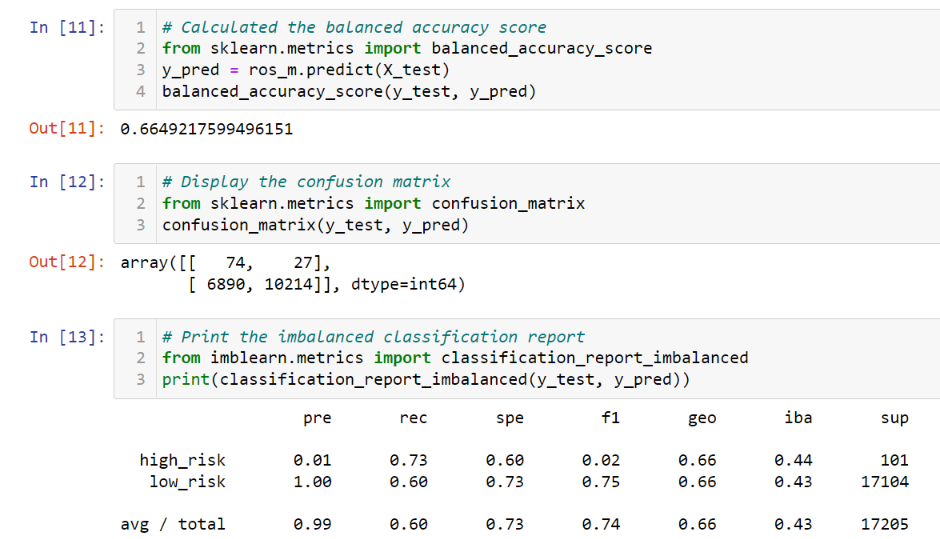 In [11]:
1 # Calculated the balanced accuracy score
2 from sklearn.metrics import balanced_accuracy_score
3 y_pred = ros_m.predict(X_test)
4 balanced_accuracy_score(y_test, y_pred)
Out[11]: 0.6649217599496151
In [12]:
1 # Display the confusion matrix
2 from sklearn.metrics import confusion_matrix
3 confusion_matrix(y_test, y_pred)
Out[12]: array([[   74,    27],
       [ 6890, 10214]], dtype=int64)
In [13]:
1 # Print the imbalanced classification report
2 from imblearn.metrics import classification_report_imbalanced
3 print(classification_report_imbalanced(y_test, y_pred))
pre rec spe f1 geo iba sup
high_risk 0.01 0.73 0.60 0.02 0.66 0.44 101
low_risk 1.00 0.60 0.73 0.75 0.66 0.43 17104
avg / total 0.99 0.60 0.73 0.74 0.66 0.43 17205